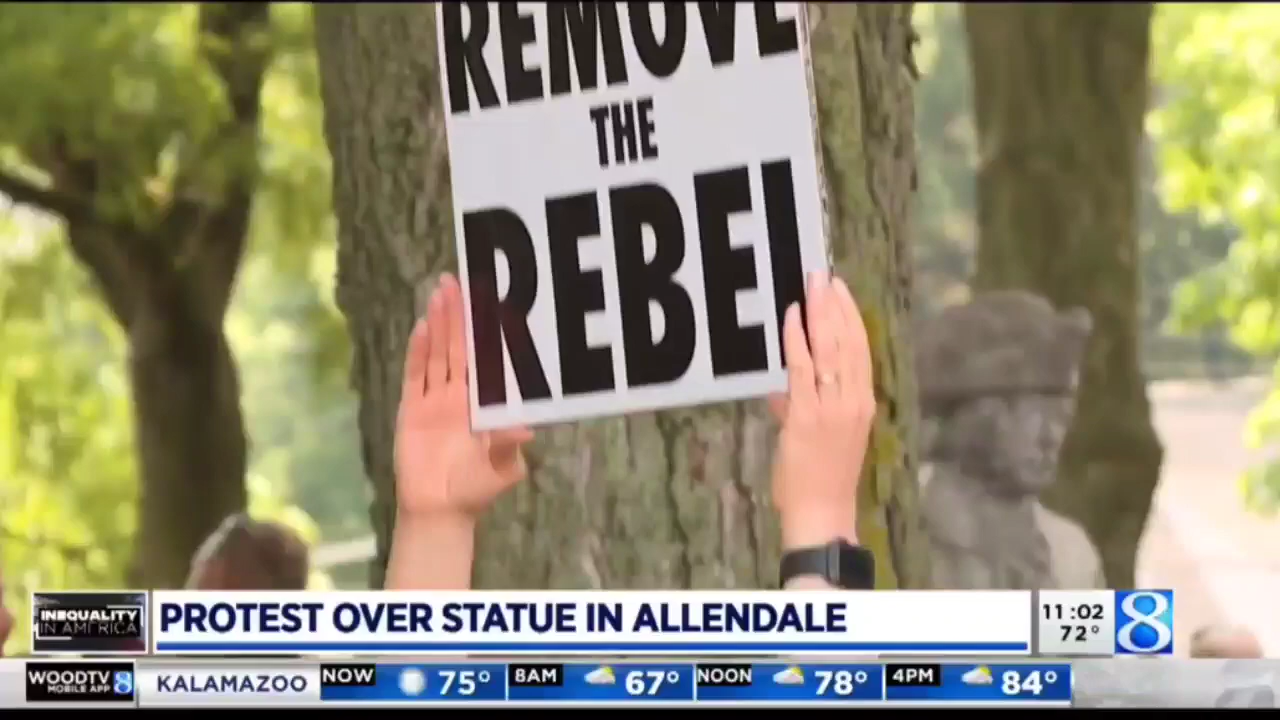 REMOVE
THE
REBEL
INEQUALITY
IN AMERICA
PROTEST OVER STATUE IN ALLENDALE
11:02
72°
8
WOODTV
MOBILE APP 8
KALAMAZOO
NOW 75°
8AM 67°
NOON 78°
4PM 84°